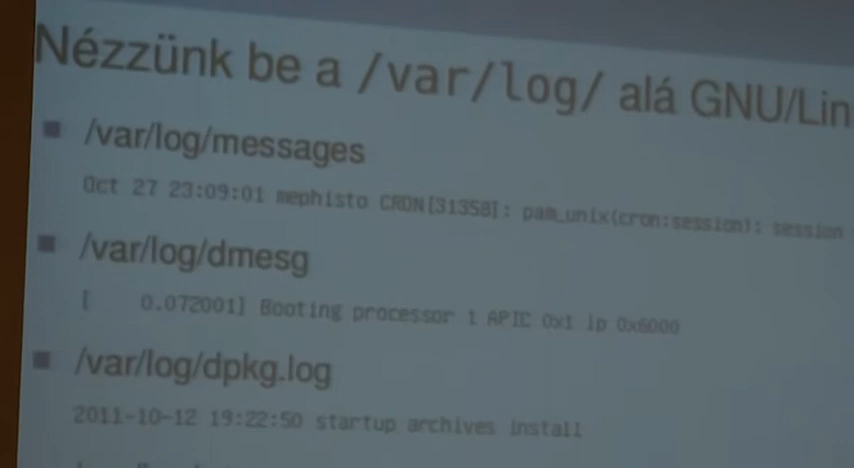 Nézzünk be a /var/log/ alá GNU/Lin
/var/log/messages
Oct 27 23:09:01 mephisto CRON[31358]: pam_unix(cron:session): session
/var/log/dmesg
[ 0.072001] Booting processor 1 APIC 0x1 ip 0x6000
/var/log/dpkg.log
2011-10-12 19:22:50 startup archives install